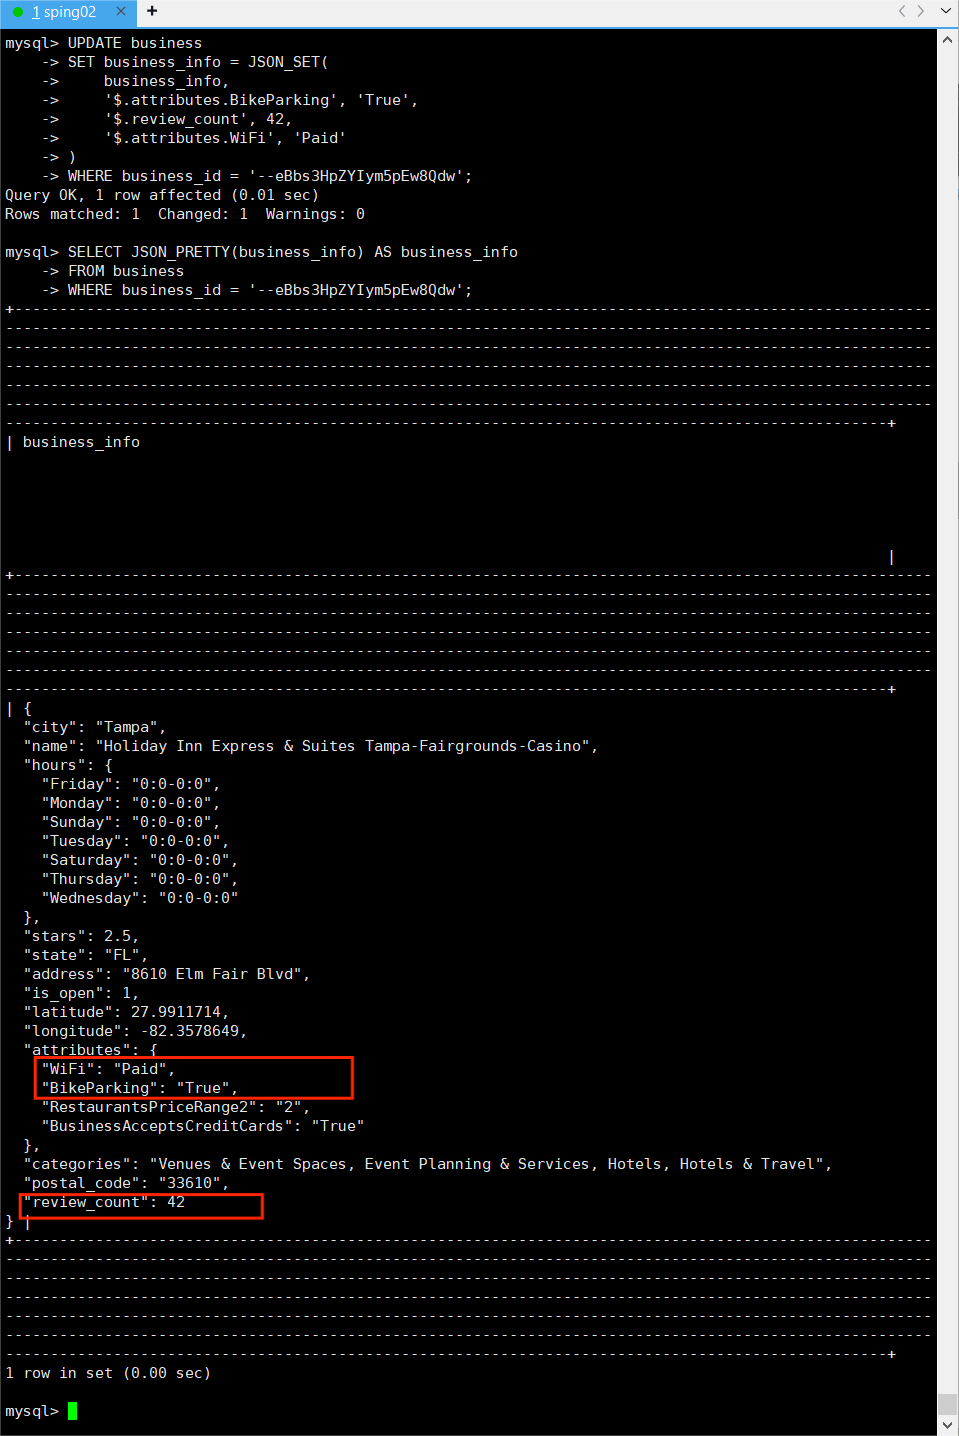 1 sping02
mysql> UPDATE business
    -> SET business_info = JSON_SET(
    ->     business_info,
    ->     '$.attributes.BikeParking', 'True',
    ->     '$.review_count', 42,
    ->     '$.attributes.WiFi', 'Paid'
    -> )
    -> WHERE business_id = '--eBbs3HpZYIym5pEw8Qdw';
Query OK, 1 row affected (0.01 sec)
Rows matched: 1  Changed: 1  Warnings: 0
mysql> SELECT JSON_PRETTY(business_info) AS business_info
    -> FROM business
    -> WHERE business_id = '--eBbs3HpZYIym5pEw8Qdw';
| business_info
|
| {
  "city": "Tampa",
  "name": "Holiday Inn Express & Suites Tampa-Fairgrounds-Casino",
  "hours": {
    "Friday": "0:0-0:0",
    "Monday": "0:0-0:0",
    "Sunday": "0:0-0:0",
    "Tuesday": "0:0-0:0",
    "Saturday": "0:0-0:0",
    "Thursday": "0:0-0:0",
    "Wednesday": "0:0-0:0"
  },
  "stars": 2.5,
  "state": "FL",
  "address": "8610 Elm Fair Blvd",
  "is_open": 1,
  "latitude": 27.9911714,
  "longitude": -82.3578649,
  "attributes": {
    "WiFi": "Paid",
    "BikeParking": "True",
    "RestaurantsPriceRange2": "2",
    "BusinessAcceptsCreditCards": "True"
  },
  "categories": "Venues & Event Spaces, Event Planning & Services, Hotels, Hotels & Travel",
  "postal_code": "33610",
  "review_count": 42
} |
1 row in set (0.00 sec)
mysql>